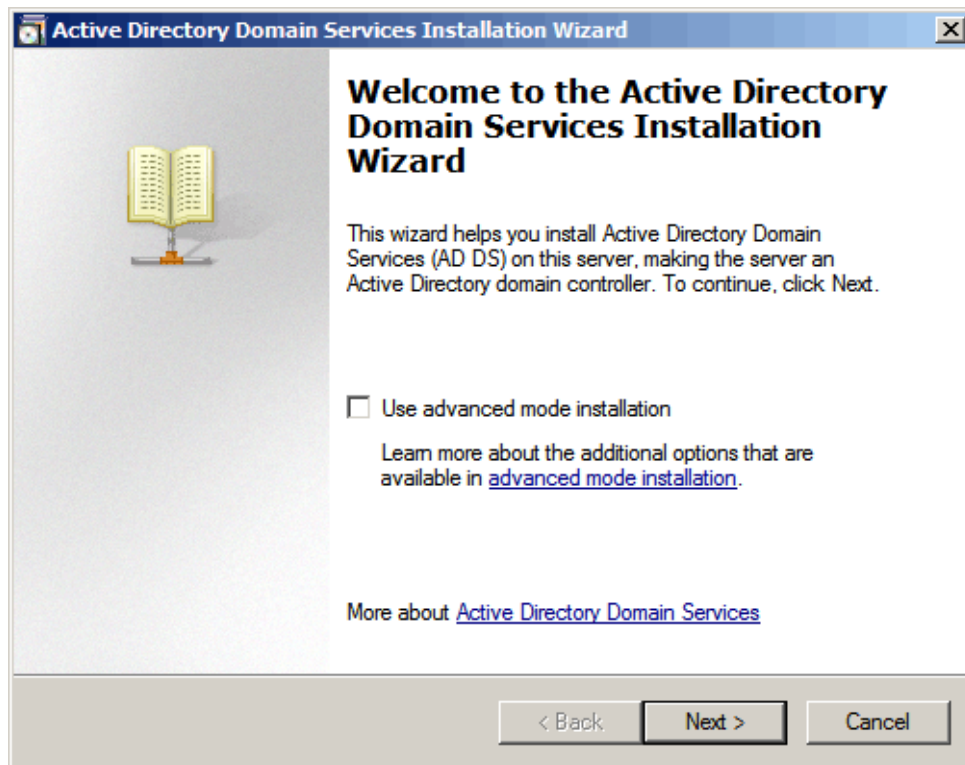 Active Directory Domain Services Installation Wizard
Welcome to the Active Directory
Domain Services Installation
Wizard
This wizard helps you install Active Directory Domain
Services (AD DS) on this server, making the server an
Active Directory domain controller. To continue, click Next.
Use advanced mode installation
Learn more about the additional options that are
available in advanced mode installation.
More about Active Directory Domain Services
< Back
Next >
Cancel